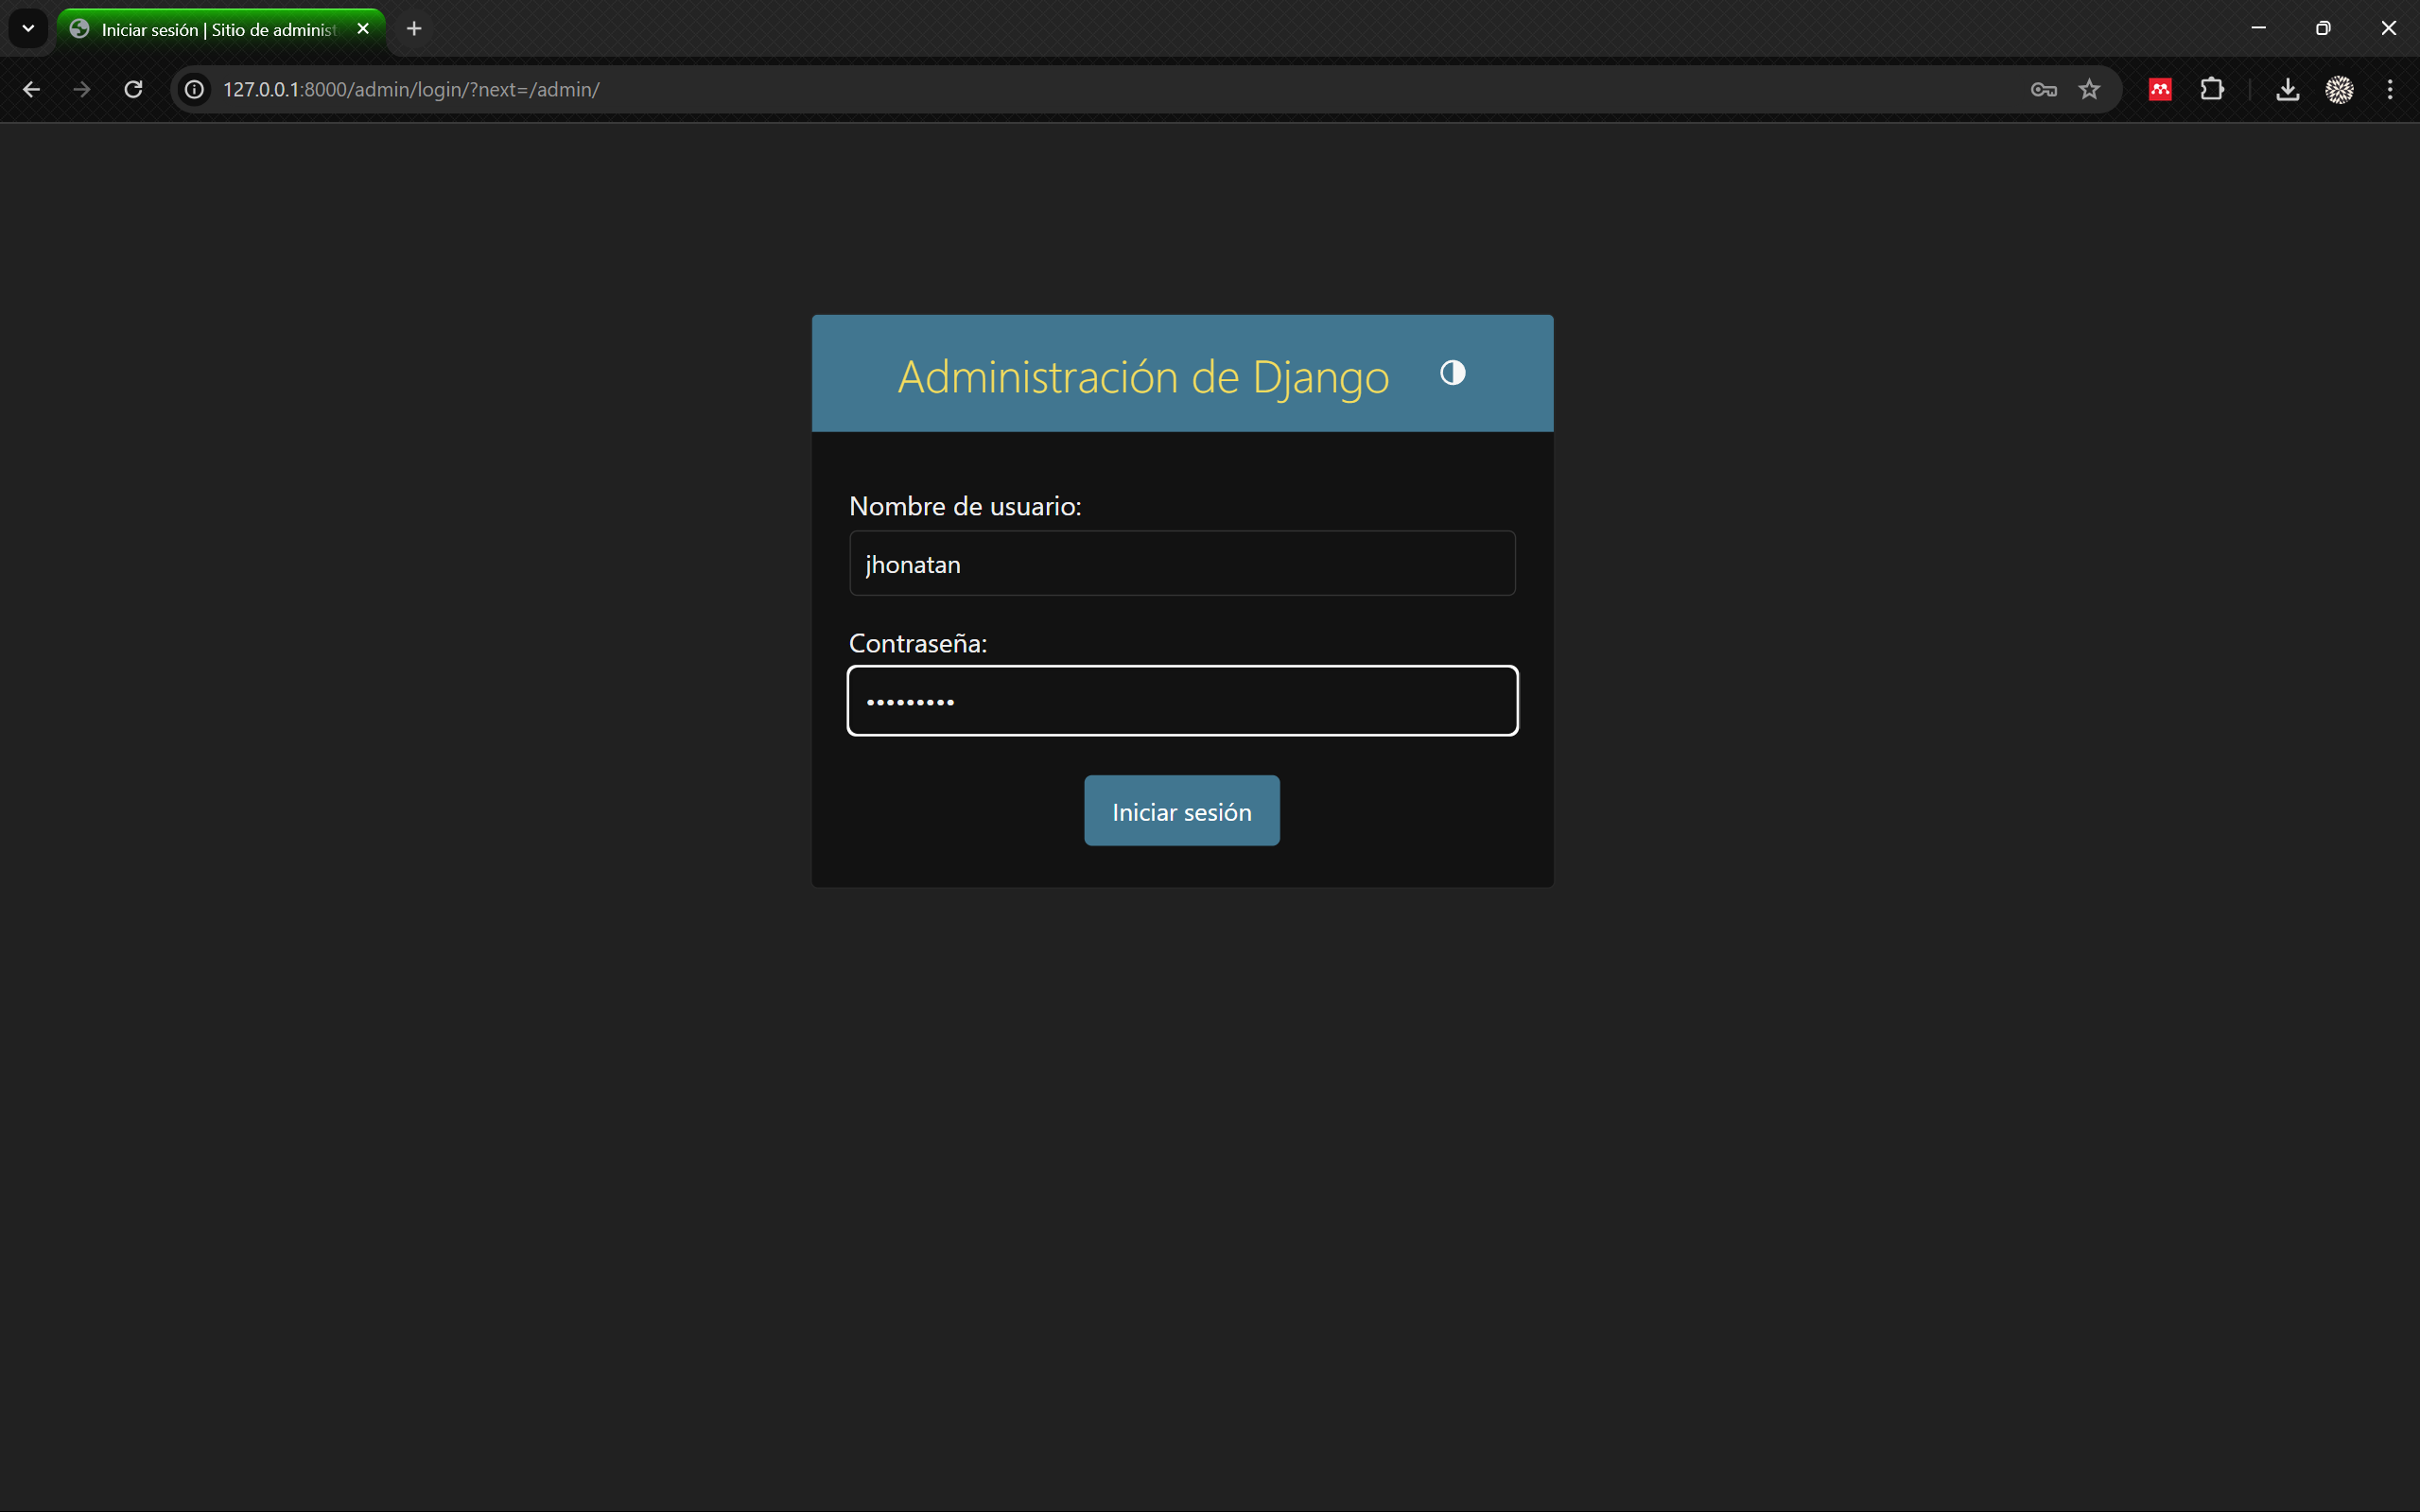 Iniciar sesión | Sitio de administ
127.0.0.1:8000/admin/login/?next=/admin/
Administración de Django
Nombre de usuario:
jhonatan
Contraseña:
•••••••••
Iniciar sesión